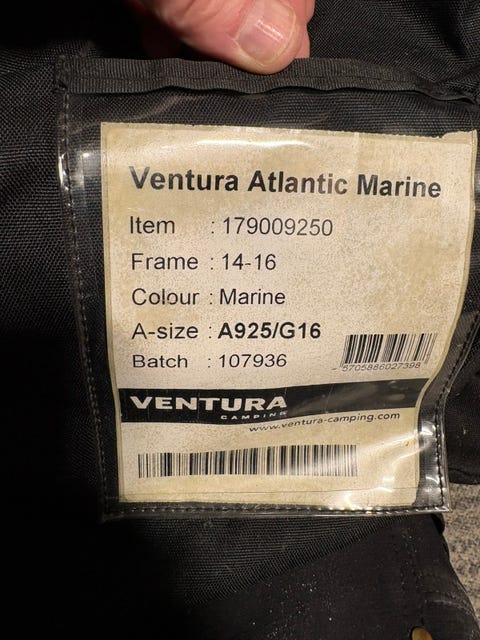 Ventura Atlantic Marine
Item : 179009250
Frame : 14-16
Colour : Marine
A-size : A925/G16
Batch : 107936
5705886027398
VENTURA
CAMPING
www.ventura-camping.com